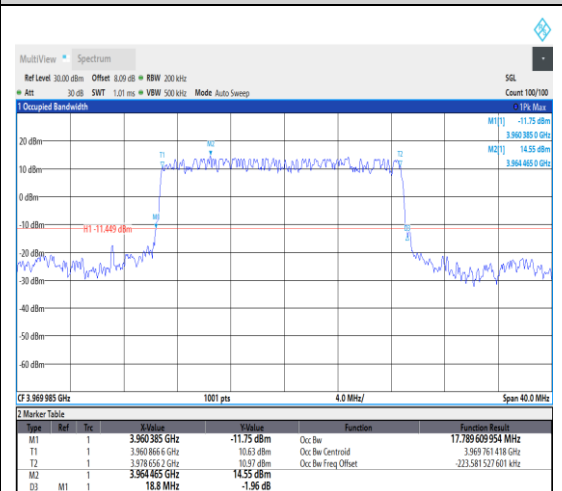 MultiView Spectrum
Ref Level 30.00 dBm Offset 8.09 dB RBW 200 kHz SGL
Att 30 dB SWT 1.01 ms VBW 500 kHz Mode Auto Sweep Count 100/100
1 Occupied Bandwidth 1Pk Max
M1[1] -11.75 dBm
3.960 385 0 GHz
M2[1] 14.55 dBm
3.964 465 0 GHz
20 dBm
T1 M2 T2
10 dBm
0 dBm
-10 dBm
H1 -11.449 dBm
-20 dBm
-30 dBm
-40 dBm
-50 dBm
-60 dBm
CF 3.969 985 GHz 1001 pts 4.0 MHz/ Span 40.0 MHz
2 Marker Table
Type Ref Trc X-Value Y-Value Function Function Result
M1 1 3.960 385 GHz -11.75 dBm Occ Bw 17.789 609 954 MHz
T1 1 3.960 866 6 GHz 10.63 dBm Occ Bw Centroid 3.969 761 418 GHz
T2 1 3.978 656 2 GHz 10.97 dBm Occ Bw Freq Offset -223.581 527 601 kHz
M2 1 3.964 465 GHz 14.55 dBm
D3 M1 1 18.8 MHz -1.96 dB